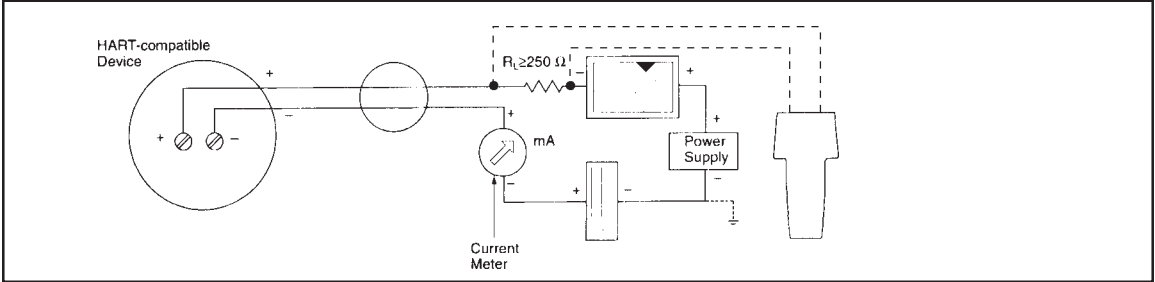 HART-compatible
Device
+
–
+ –
R_L≥250 Ω
– +
+
mA
–
+
Power
Supply
–
+ –
Current
Meter